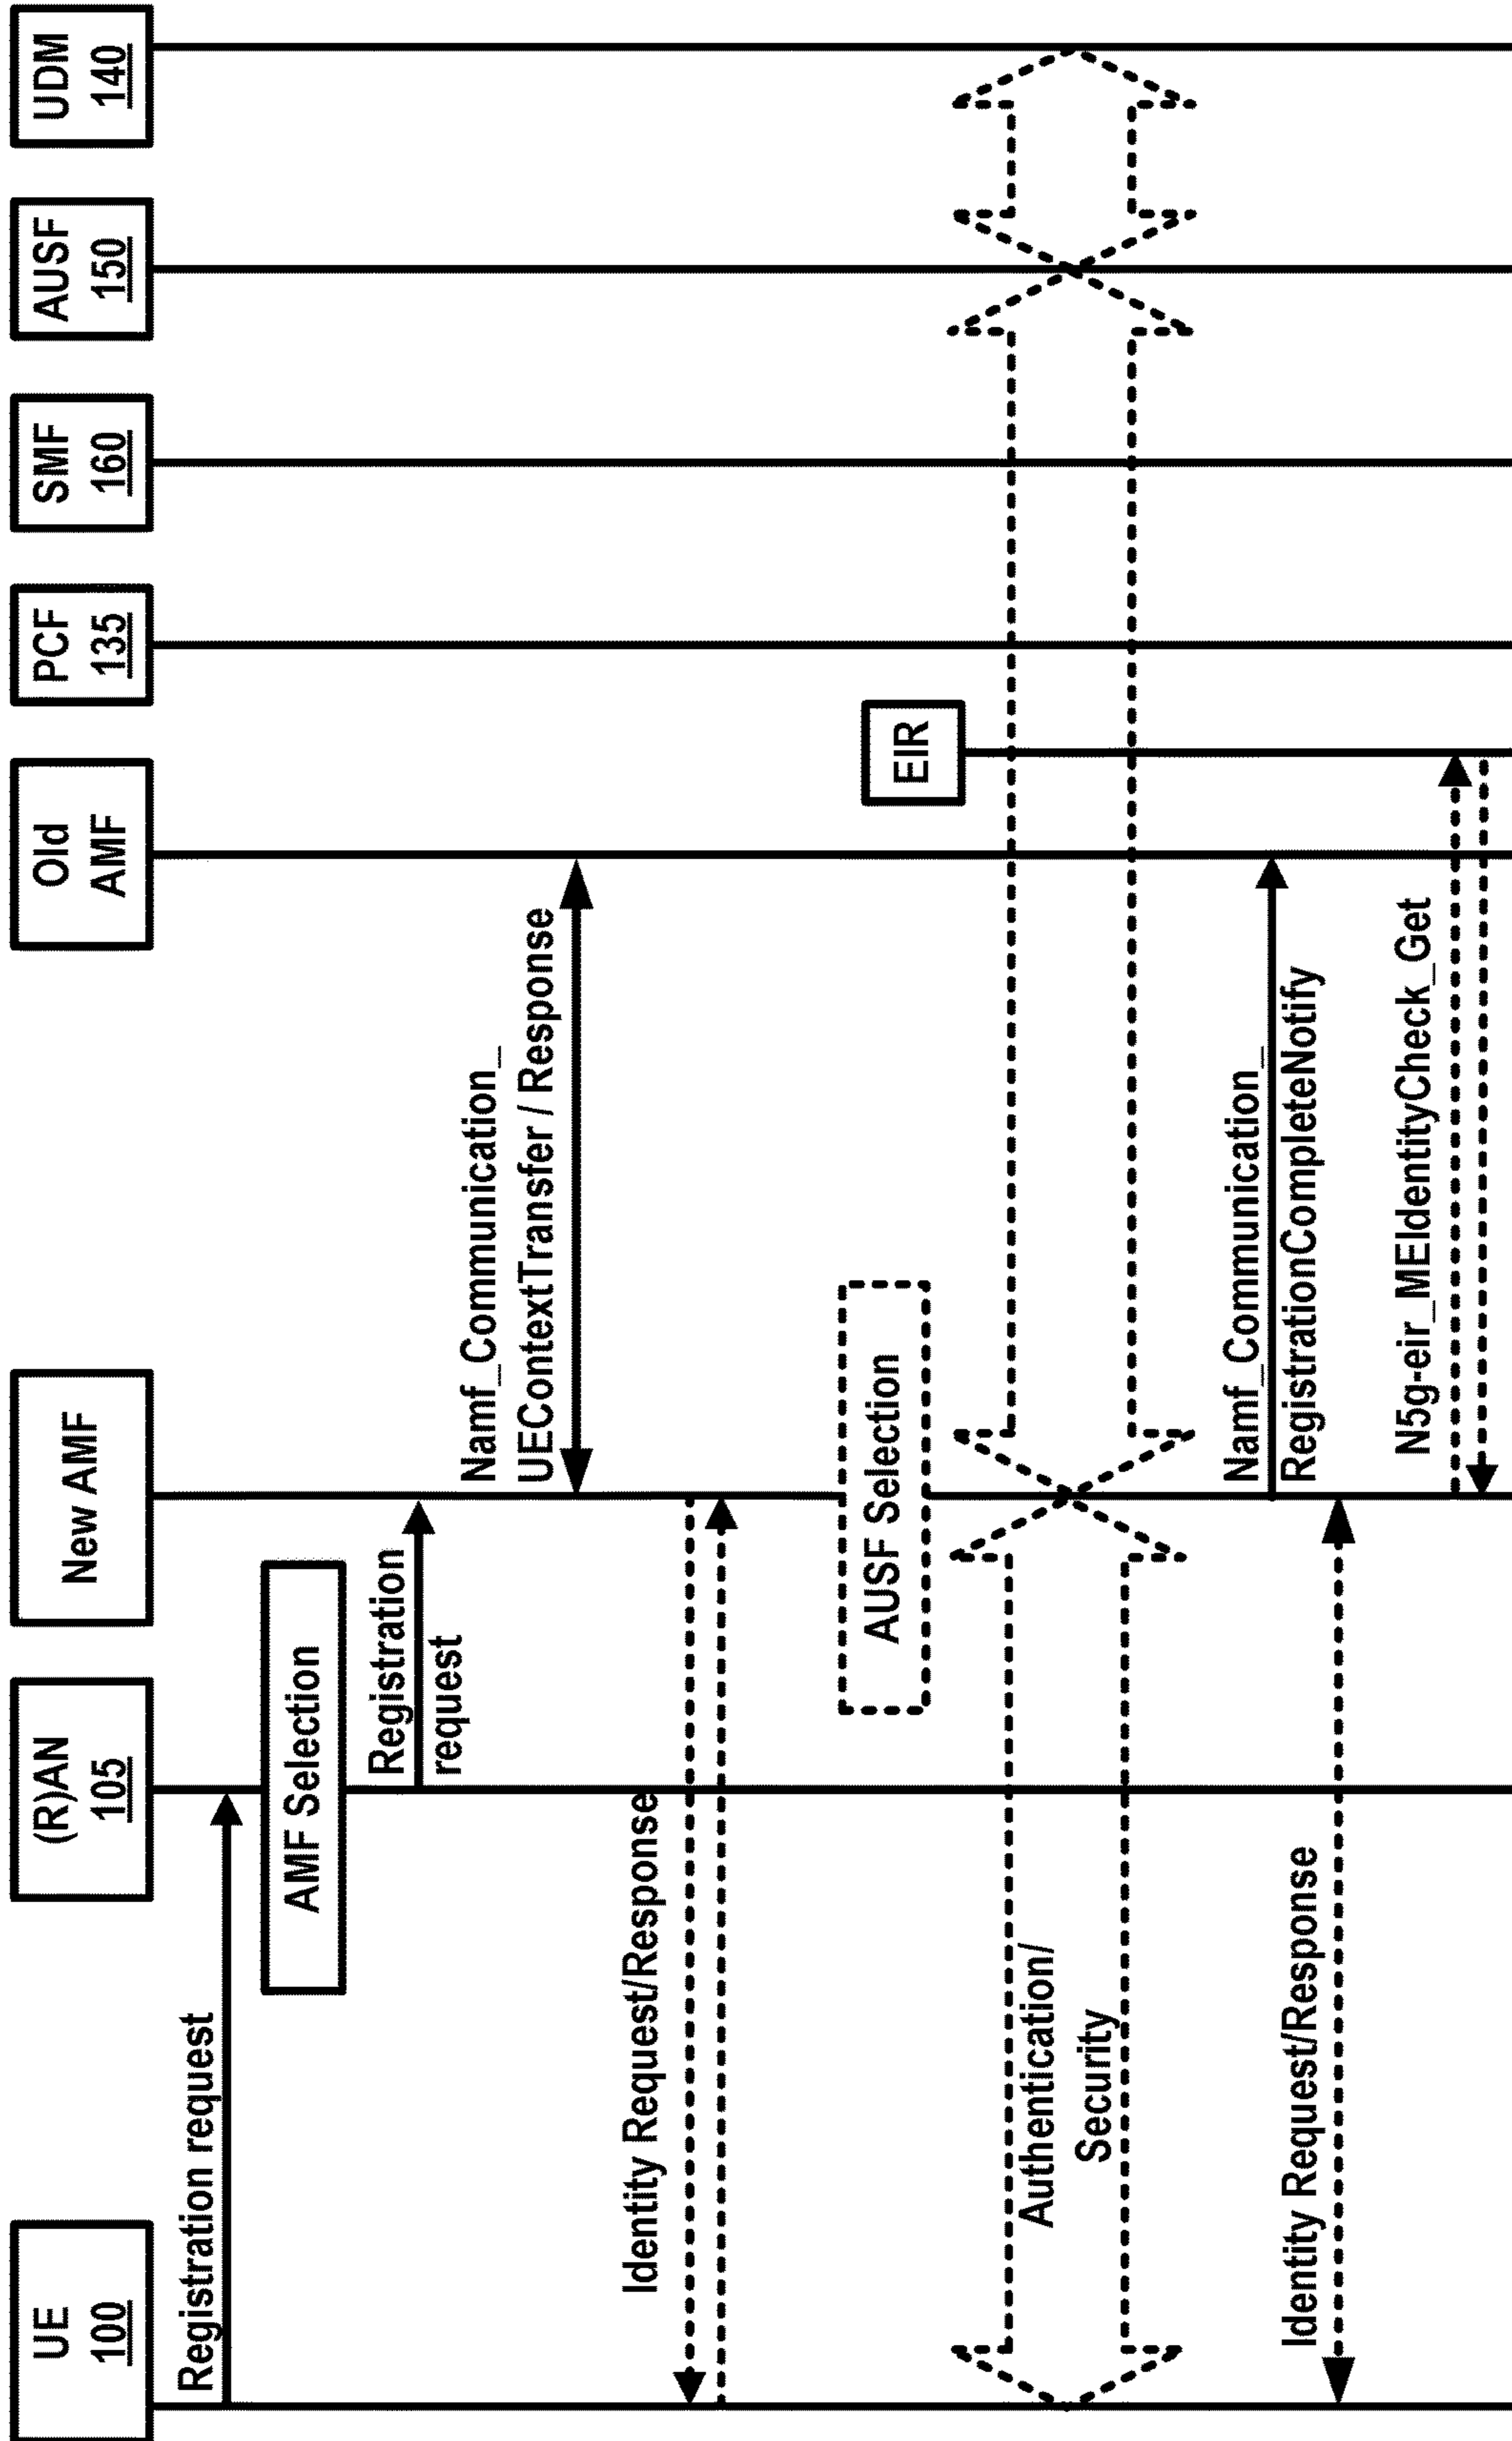 UE
100
(R)AN
105
New AMF
Old
AMF
PCF
135
SMF
160
AUSF
150
UDM
140
Registration request
AMF Selection
Registration
request
Namf_Communication_
UEContextTransfer / Response
Identity Request/Response
AUSF Selection
EIR
Authentication/
Security
Namf_Communication_
RegistrationCompleteNotify
Identity Request/Response
N5g-eir_MEIdentityCheck_Get